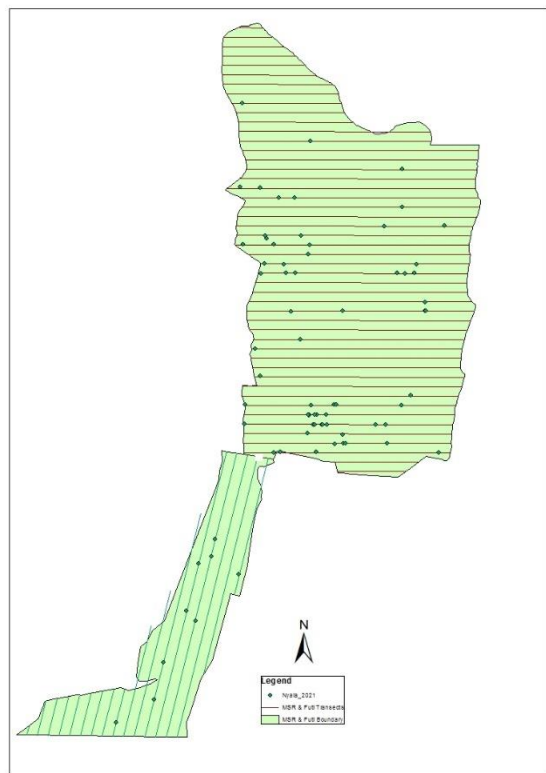 N
Legend
Nyala_2021
MSR & Futi Transects
MSR & Futi Boundary